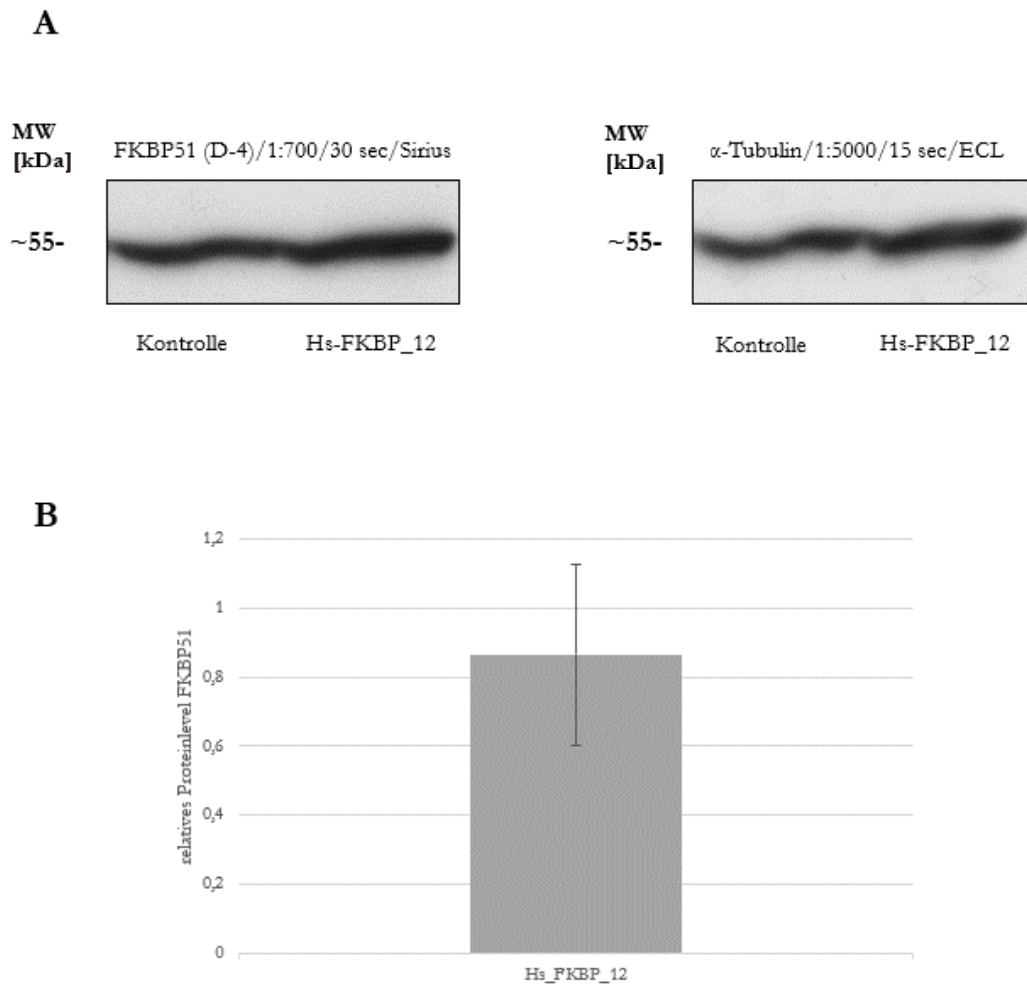 A
MW
[kDa]
FKBP51 (D-4)/1:700/30 sec/Sirius
~55-
Kontrolle Hs-FKBP_12
MW
[kDa]
α-Tubulin/1:5000/15 sec/ECL
~55-
Kontrolle Hs-FKBP_12
B
relatives Proteinlevel FKBP51
1,2
1
0,8
0,6
0,4
0,2
0
Hs_FKBP_12